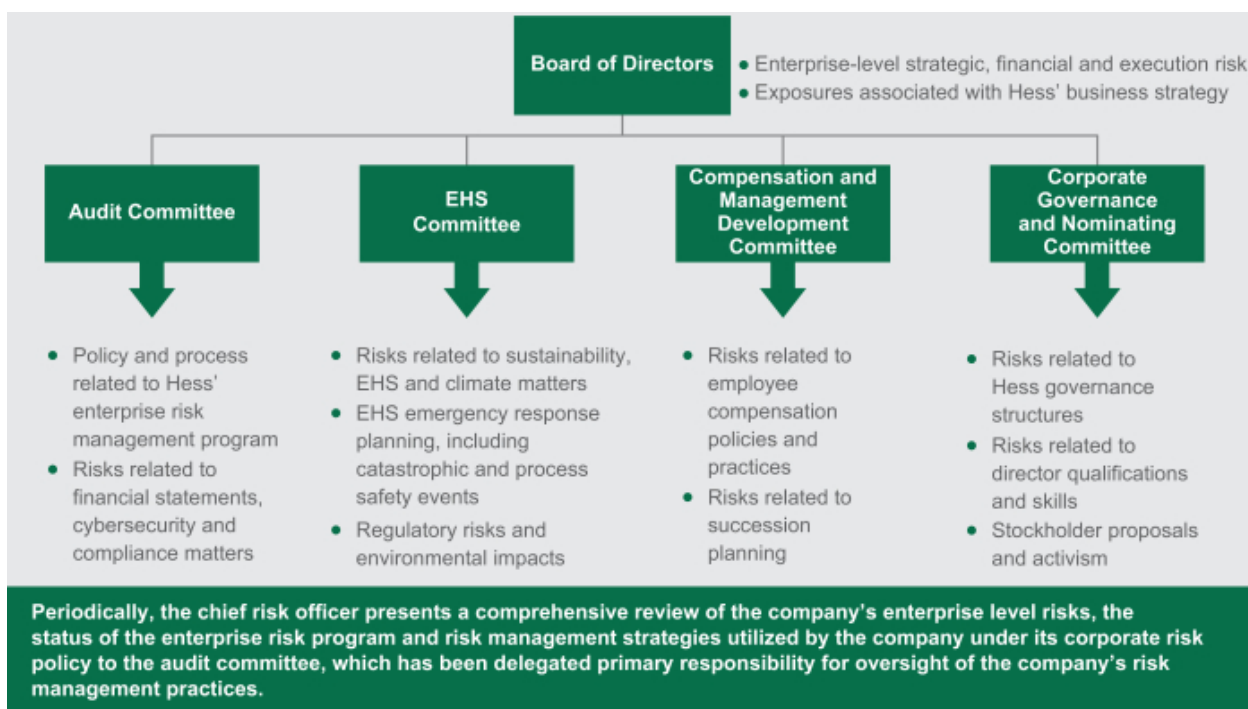 Board of Directors
● Enterprise-level strategic, financial and execution risk
● Exposures associated with Hess' business strategy
Audit Committee
● Policy and process
related to Hess'
enterprise risk
management program
● Risks related to
financial statements,
cybersecurity and
compliance matters
EHS
Committee
● Risks related to sustainability,
EHS and climate matters
● EHS emergency response
planning, including
catastrophic and process
safety events
● Regulatory risks and
environmental impacts
Compensation and
Management
Development
Committee
● Risks related to
employee
compensation
policies and
practices
● Risks related to
succession
planning
Corporate
Governance
and Nominating
Committee
● Risks related to
Hess governance
structures
● Risks related to
director qualifications
and skills
● Stockholder proposals
and activism
Periodically, the chief risk officer presents a comprehensive review of the company's enterprise level risks, the
status of the enterprise risk program and risk management strategies utilized by the company under its corporate risk
policy to the audit committee, which has been delegated primary responsibility for oversight of the company's risk
management practices.